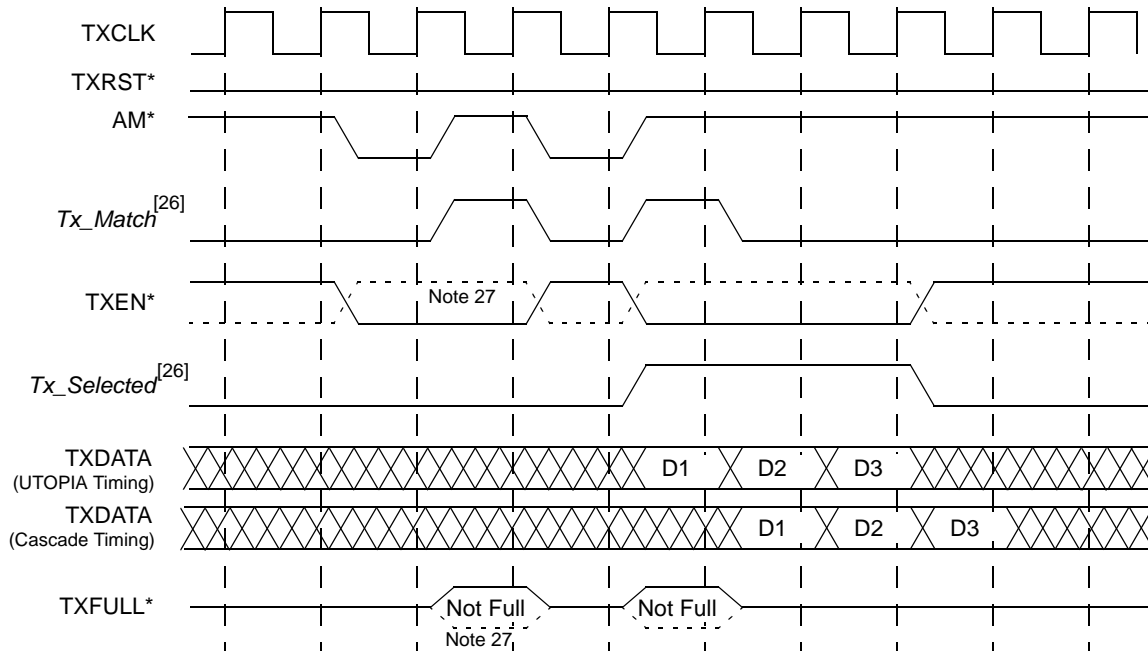 TXCLK
TXRST*
AM*
Tx_Match[26]
TXEN*
Note 27
Tx_Selected[26]
TXDATA
(UTOPIA Timing)
D1 D2 D3
TXDATA
(Cascade Timing)
D1 D2 D3
TXFULL*
Not Full Not Full
Note 27